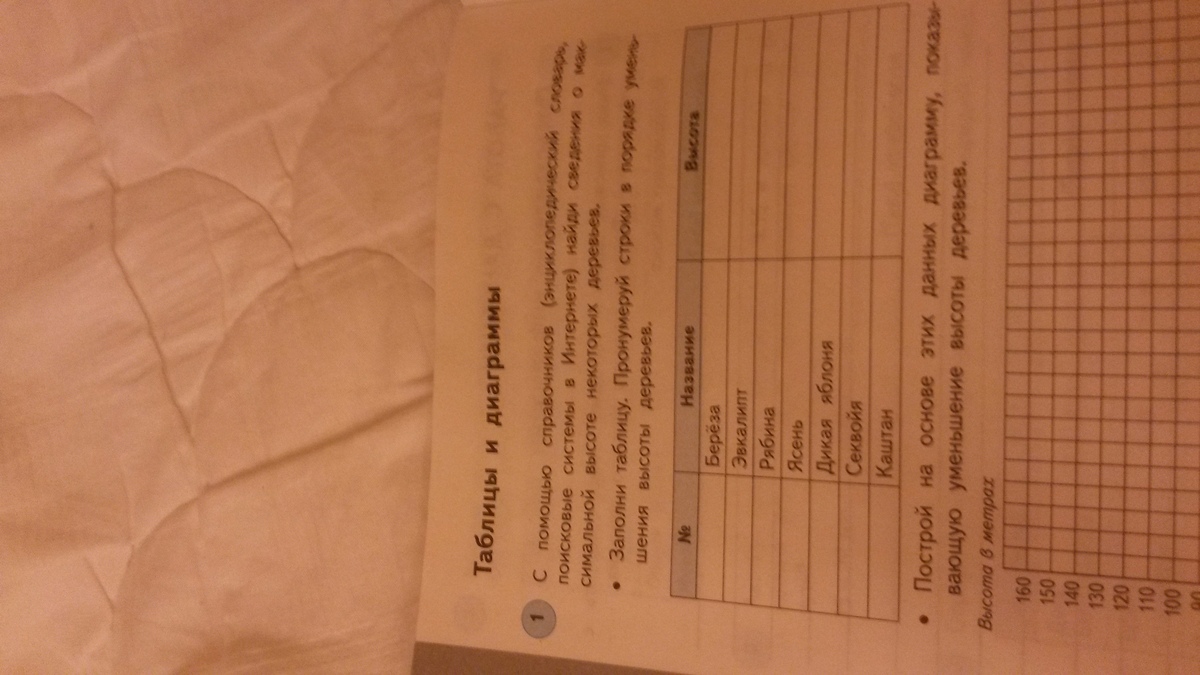 Таблицы и диаграммы
1 С помощью справочников (энциклопедический словарь,
поисковые системы в Интернете) найди сведения о мак-
симальной высоте некоторых деревьев.
• Заполни таблицу. Пронумеруй строки в порядке умень-
шения высоты деревьев.
№ Название Высота
Берёза
Эвкалипт
Рябина
Ясень
Дикая яблоня
Секвойя
Каштан
• Построй на основе этих данных диаграмму, показы-
вающую уменьшение высоты деревьев.
Высота в метрах
160
150
140
130
120
110
100
90